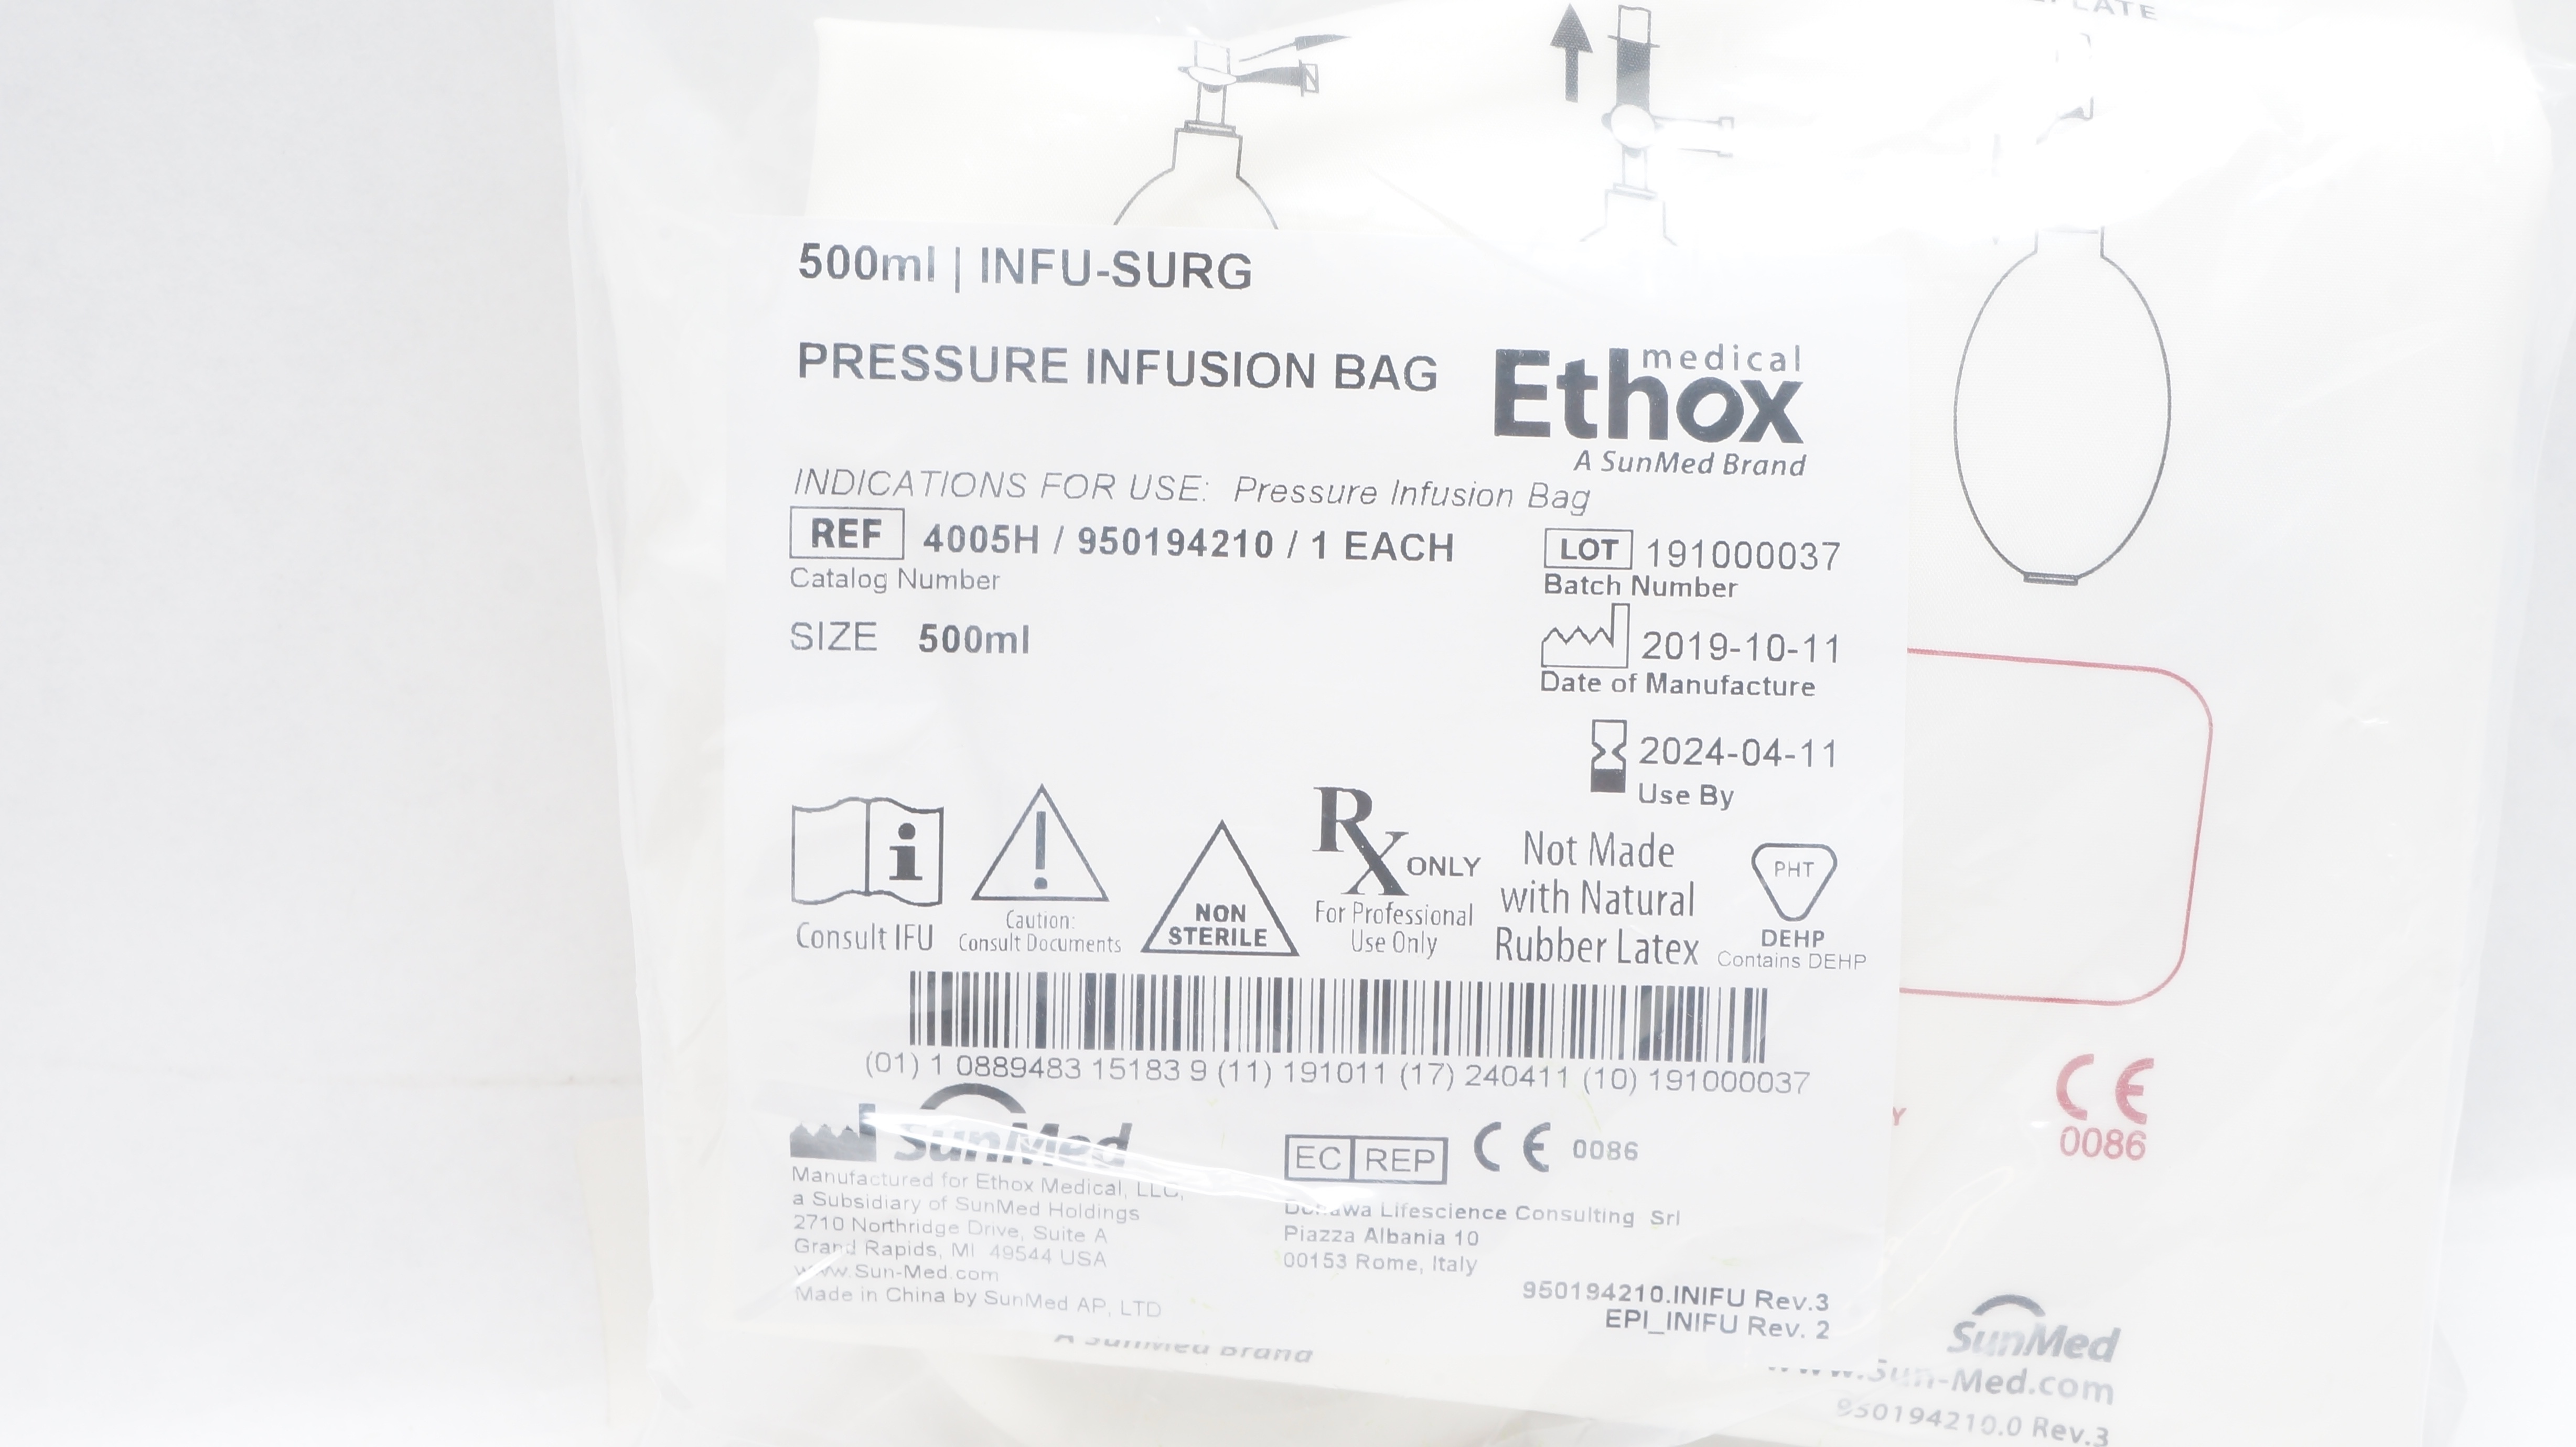 LATE
500ml | INFU-SURG
PRESSURE INFUSION BAG
medical
Ethox
A SunMed Brand
INDICATIONS FOR USE: Pressure Infusion Bag
REF 4005H / 950194210 / 1 EACH
Catalog Number
LOT 191000037
Batch Number
SIZE 500ml
2019-10-11
Date of Manufacture
2024-04-11
Use By
Consult IFU
Caution:
Consult Documents
NON
STERILE
Rx ONLY
For Professional
Use Only
Not Made
with Natural
Rubber Latex
PHT
DEHP
Contains DEHP
(01) 1 0889483 15183 9 (11) 191011 (17) 240411 (10) 191000037
SunMed
Manufactured for Ethox Medical, LLC,
a Subsidiary of SunMed Holdings
2710 Northridge Drive, Suite A
Grand Rapids, MI 49544 USA
www.Sun-Med.com
Made in China by SunMed AP, LTD
EC REP
CE 0086
Lifescience Consulting Srl
Piazza Albania 10
00153 Rome, Italy
950194210.INIFU Rev.3
EPI_INIFU Rev. 2
A SunMed Brand
Y
CE
0086
SunMed
www.Sun-Med.com
950194210.0 Rev.3